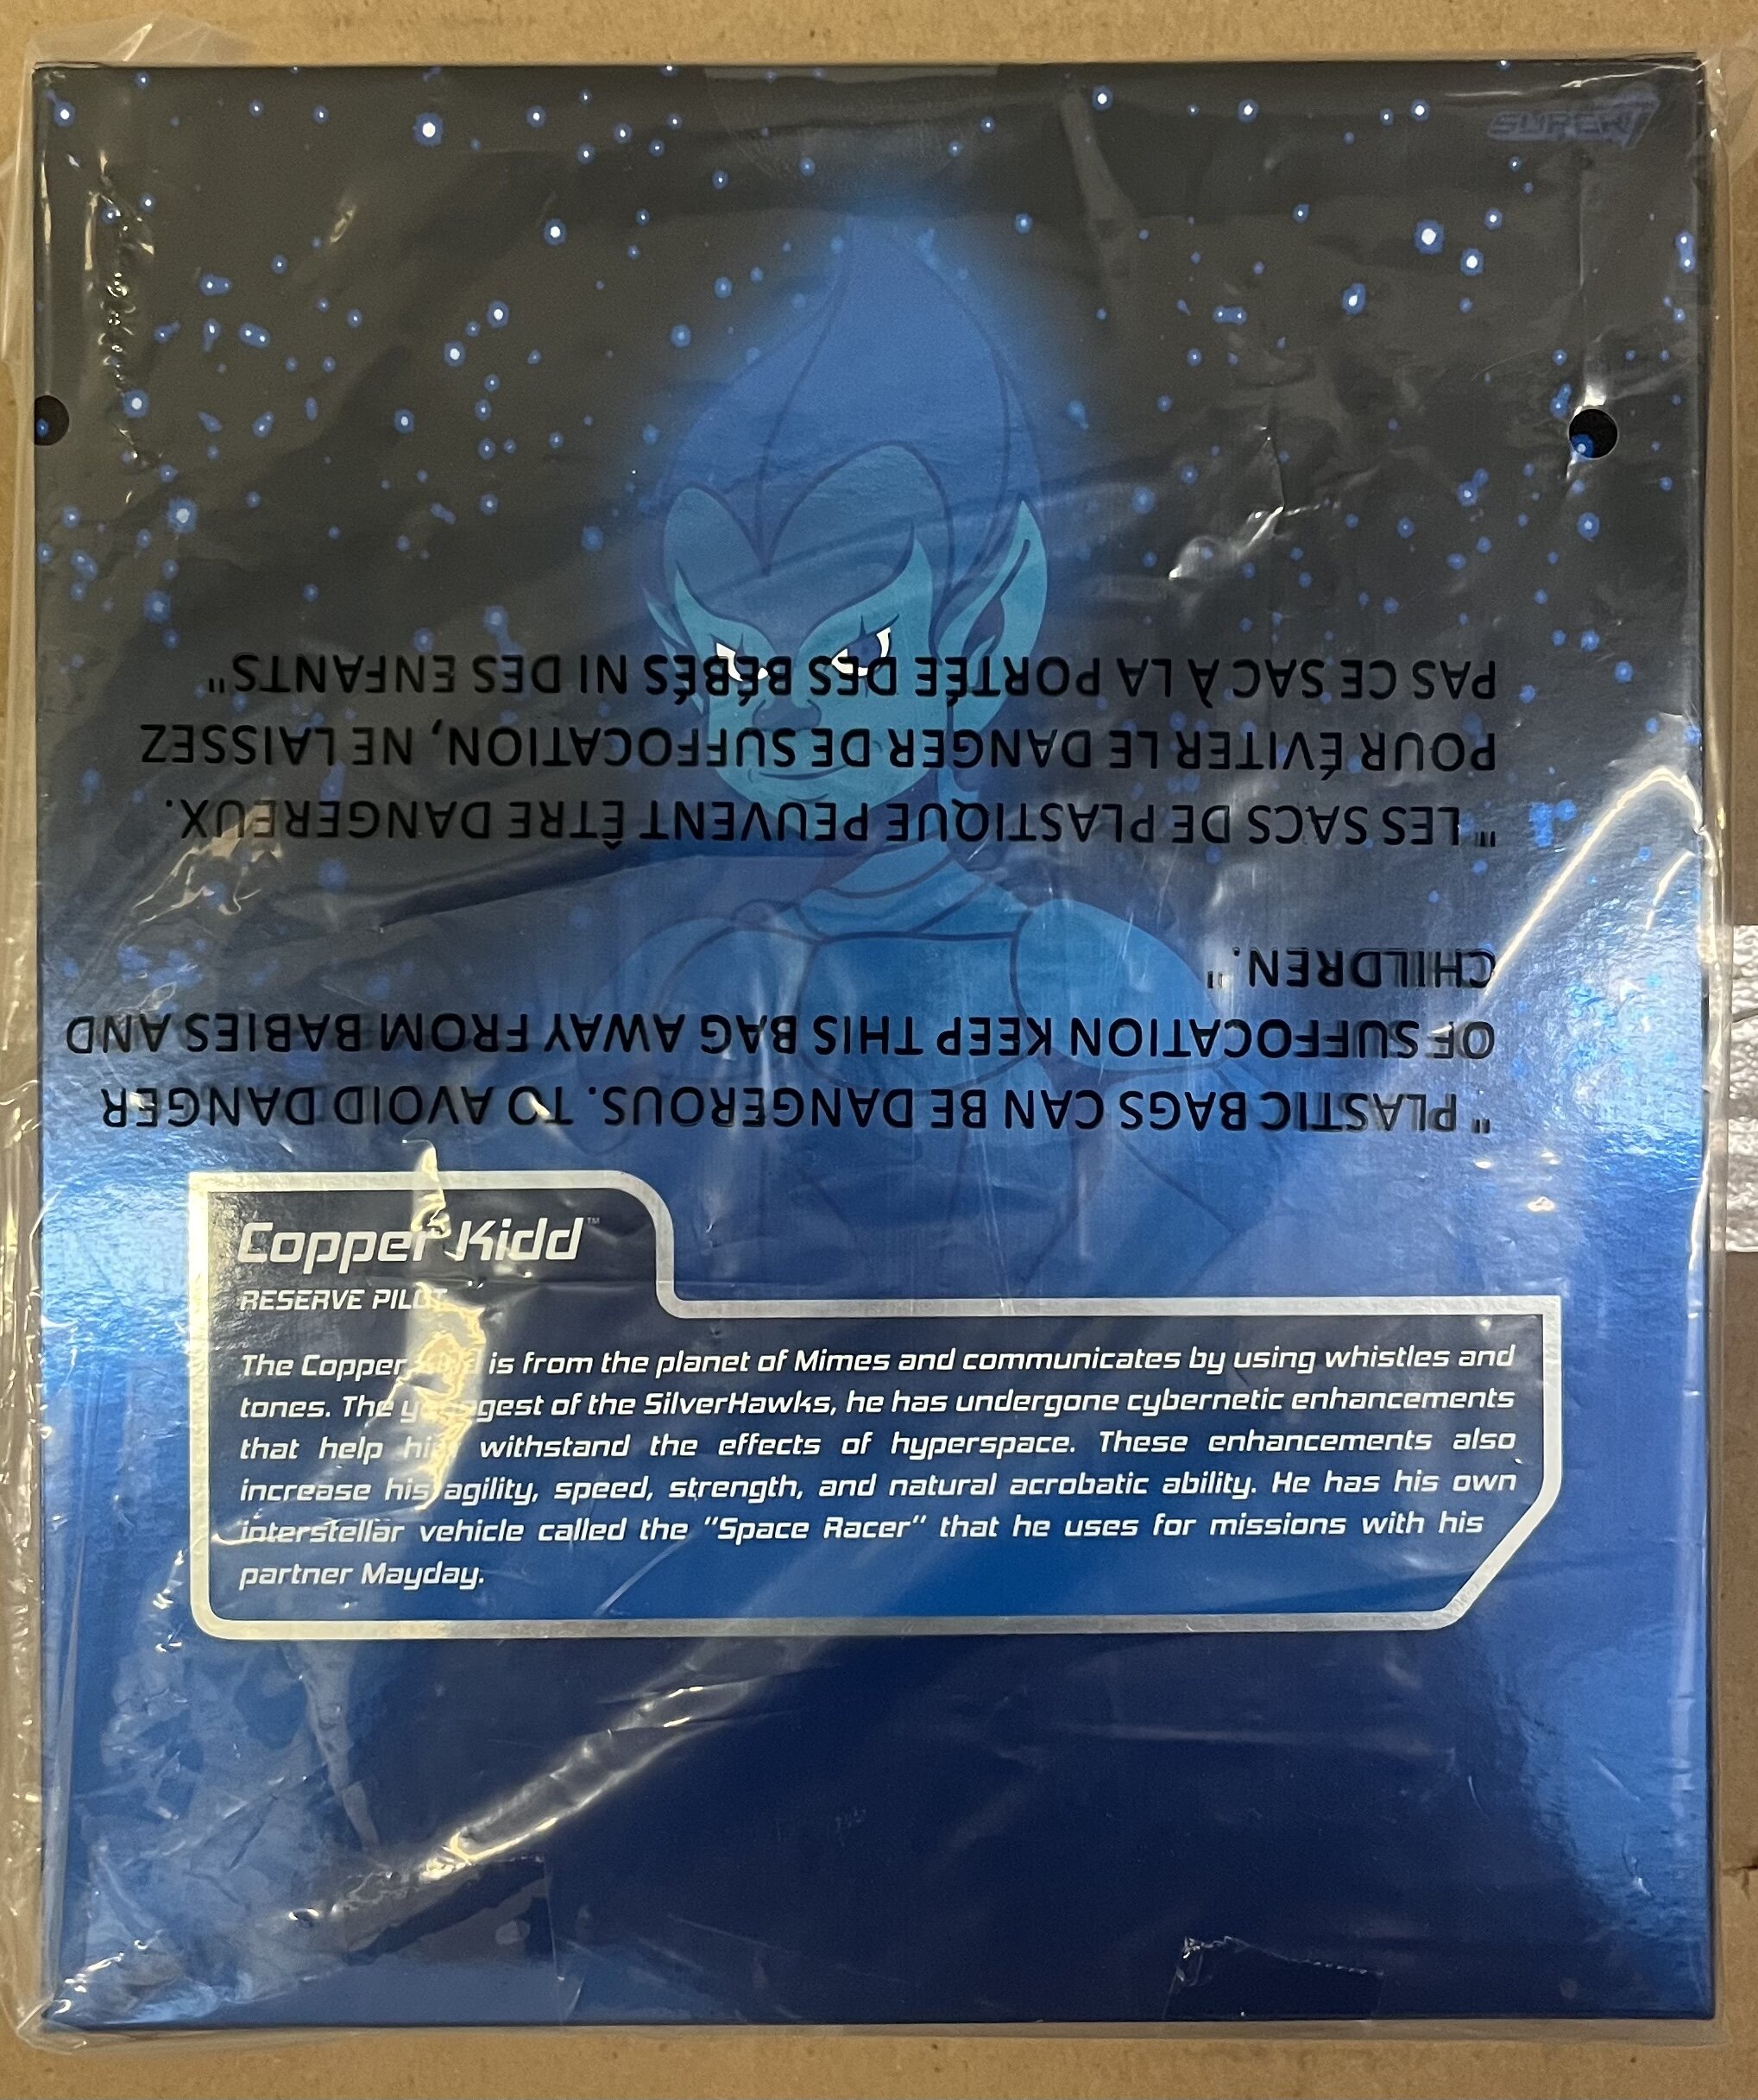 SUPER7
"PLASTIC BAGS CAN BE DANGEROUS. TO AVOID DANGER
OF SUFFOCATION KEEP THIS BAG AWAY FROM BABIES AND
CHILDREN."
"LES SACS DE PLASTIQUE PEUVENT ÊTRE DANGEREUX.
POUR ÉVITER LE DANGER DE SUFFOCATION, NE LAISSEZ
PAS CE SAC À LA PORTÉE DES BÉBÉS NI DES ENFANTS"
Copper Kidd™
RESERVE PILOT
The Copper Kidd is from the planet of Mimes and communicates by using whistles and
tones. The youngest of the SilverHawks, he has undergone cybernetic enhancements
that help him withstand the effects of hyperspace. These enhancements also
increase his agility, speed, strength, and natural acrobatic ability. He has his own
interstellar vehicle called the "Space Racer" that he uses for missions with his
partner Mayday.